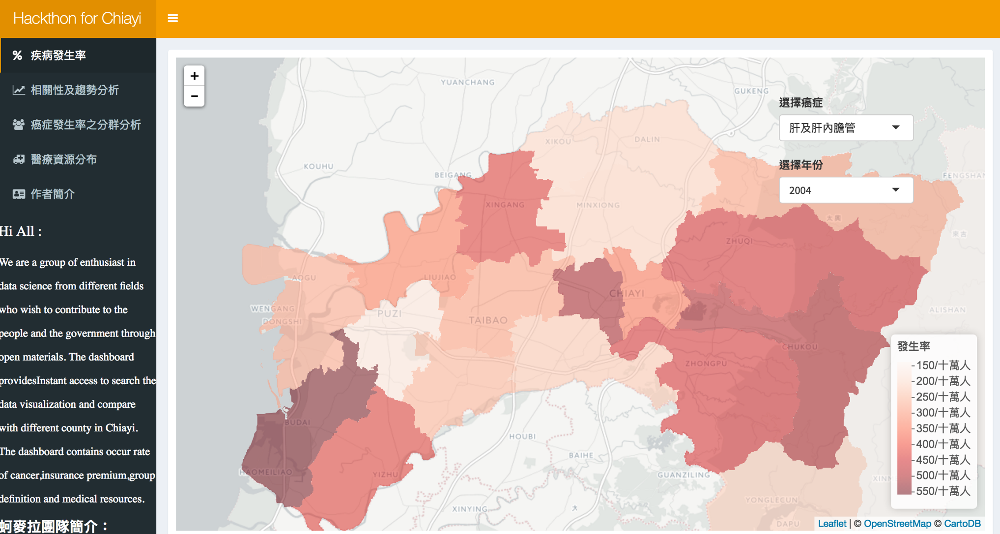 Hackthon for Chiayi
疾病發生率
相關性及趨勢分析
癌症發生率之分群分析
醫療資源分布
作者簡介
Hi All :
We are a group of enthusiast in
data science from different fields
who wish to contribute to the
people and the government through
open materials. The dashboard
providesInstant access to search the
data visualization and compare
with different county in Chiayi.
The dashboard contains occur rate
of cancer,insurance premium,group
definition and medical resources.
蚵麥拉團隊簡介：
+
−
YUANCHANG
GUKENG
選擇癌症
肝及肝內膽管
XIKOU
DALIN
KOUHU
選擇年份
BEIGANG
FENGSHAN
2004
XINGANG
MINXIONG
太興
來吉
ZHUQI
LIUJIAO
AOGU
CHIAYI
WENGANG
PUZI
ALISHAN
DONGSHI
TAIBAO
CHUKOU
ZHONGPU
發生率
150/十萬人
200/十萬人
250/十萬人
300/十萬人
350/十萬人
400/十萬人
450/十萬人
500/十萬人
550/十萬人
BUDAI
HOUBI
BAIHE
HAOMEILIAO
YIZHU
GUANZILING
XINM
YONGLECUN
XINYING
大
DAPU
Leaflet | © OpenStreetMap © CartoDB